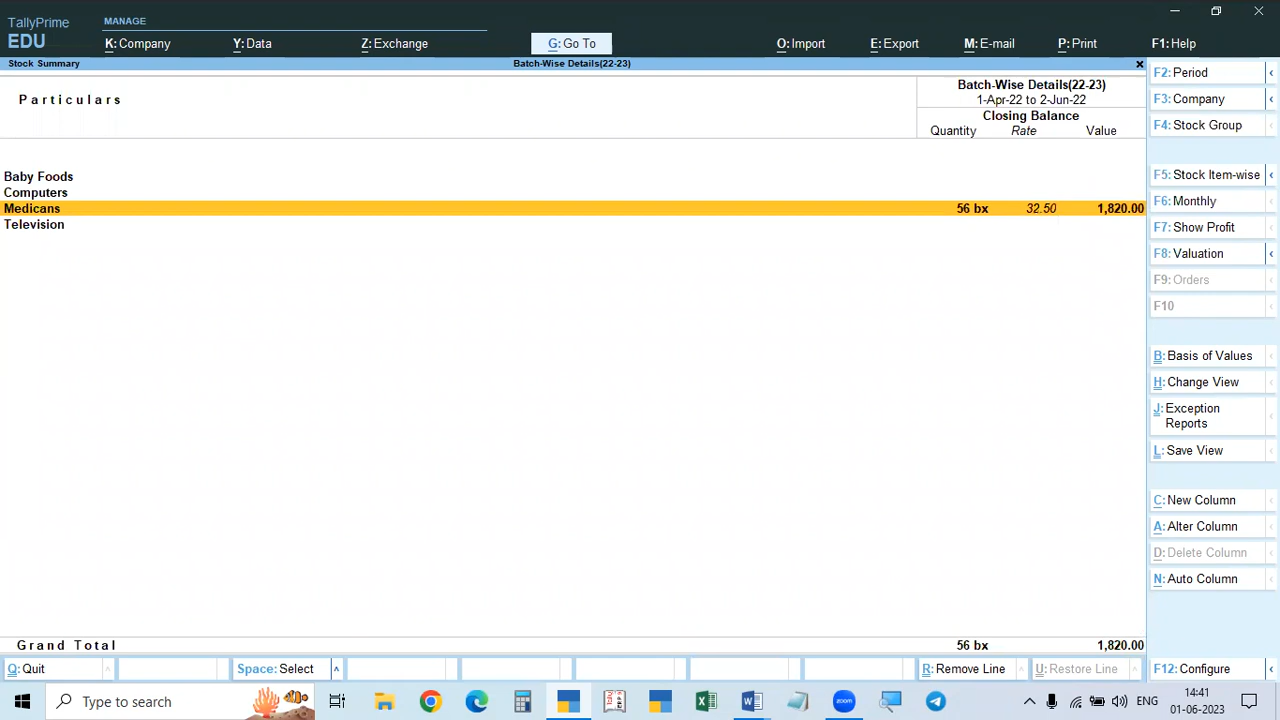 TallyPrime
EDU
MANAGE
K: Company
Y: Data
Z: Exchange
G: Go To
O: Import
E: Export
M: E-mail
P: Print
F1: Help
Stock Summary
Batch-Wise Details(22-23)
Particulars
Batch-Wise Details(22-23)
1-Apr-22 to 2-Jun-22
Closing Balance
Quantity Rate Value
Baby Foods
Computers
Medicans 56 bx 32.50 1,820.00
Television
Grand Total 56 bx 1,820.00
F2: Period
F3: Company
F4: Stock Group
F5: Stock Item-wise
F6: Monthly
F7: Show Profit
F8: Valuation
F9: Orders
F10
B: Basis of Values
H: Change View
J: Exception
Reports
L: Save View
C: New Column
A: Alter Column
D: Delete Column
N: Auto Column
Q: Quit
Space: Select
R: Remove Line
U: Restore Line
F12: Configure
Type to search
zoom
ENG
14:41
01-06-2023